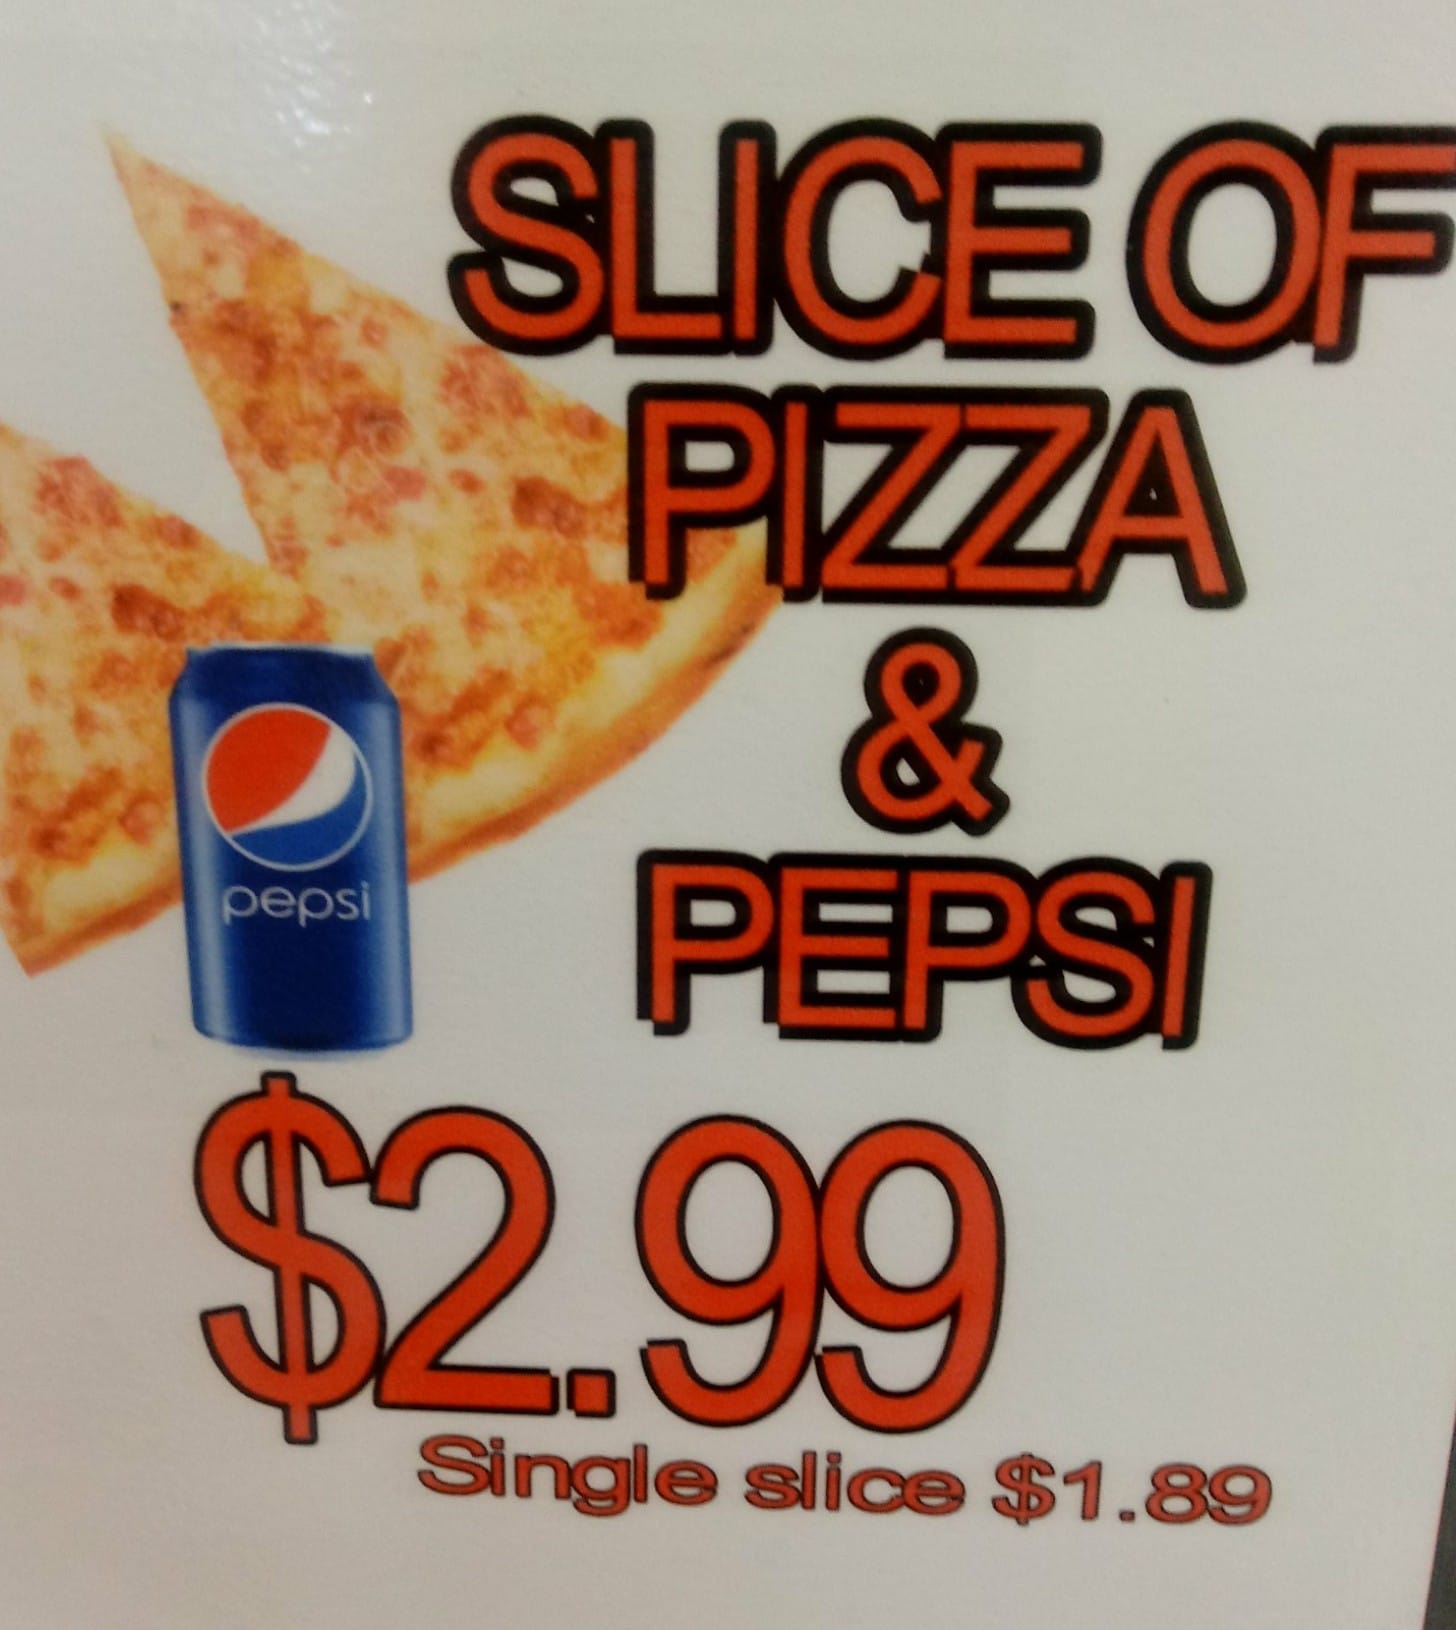 SLICE OF
PIZZA
&
pepsi
PEPSI
$2.99
Single slice $1.89